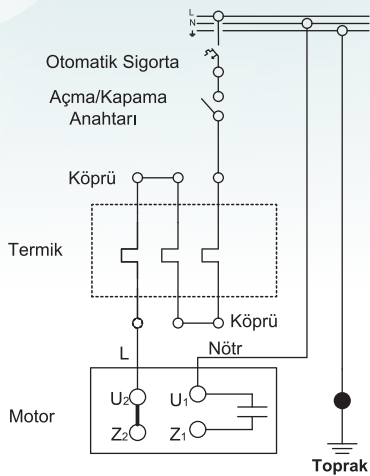 L
N
Otomatik Sigorta
Açma/Kapama
Anahtarı
Köprü
Termik
Köprü
L
Nötr
Motor
U2
U1
Z2
Z1
Toprak